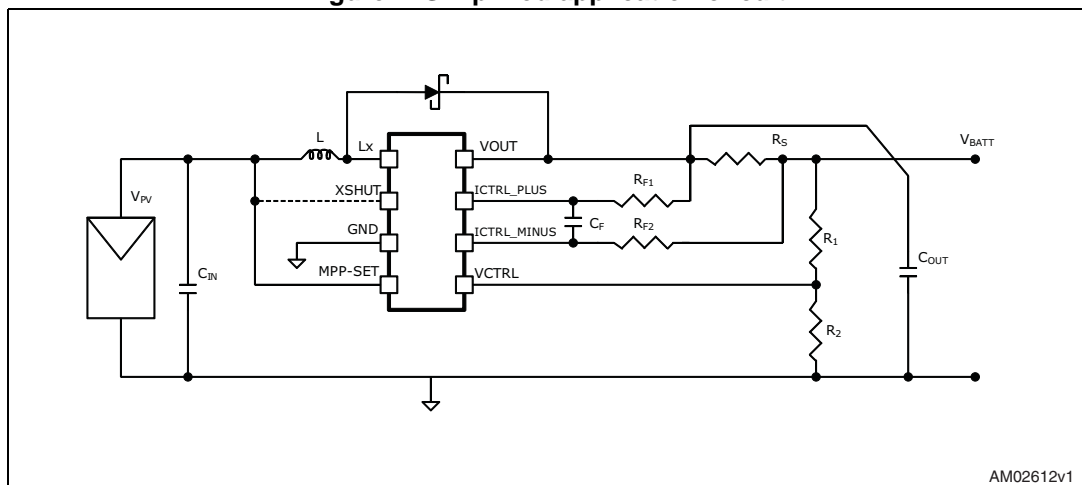 L
Lx
VOUT
RS
VBATT
XSHUT
ICTRL_PLUS
RF1
VPV
GND
ICTRL_MINUS
CF
RF2
R1
CIN
MPP-SET
VCTRL
COUT
R2
AM02612v1